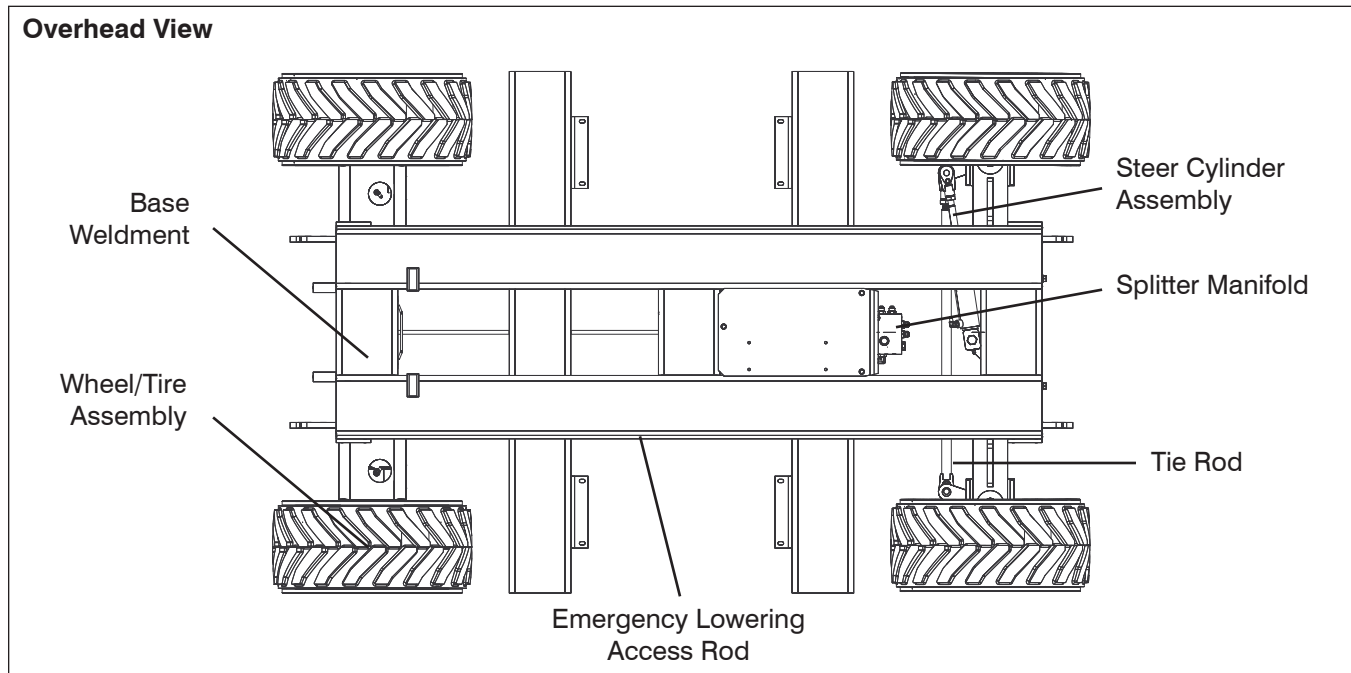 Overhead View
Base
Weldment
Wheel/Tire
Assembly
Steer Cylinder
Assembly
Splitter Manifold
Tie Rod
Emergency Lowering
Access Rod